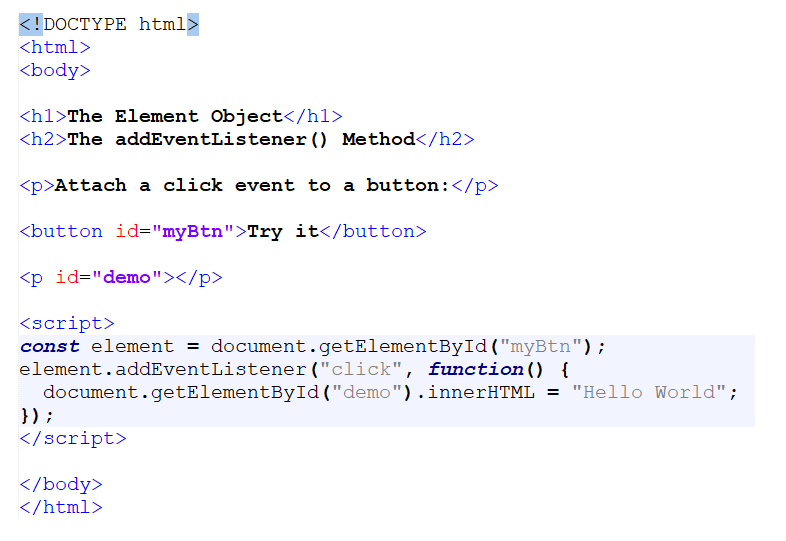 <!DOCTYPE html>
<html>
<body>
<h1>The Element Object</h1>
<h2>The addEventListener() Method</h2>
<p>Attach a click event to a button:</p>
<button id="myBtn">Try it</button>
<p id="demo"></p>
<script>
const element = document.getElementById("myBtn");
element.addEventListener("click", function() {
  document.getElementById("demo").innerHTML = "Hello World";
});
</script>
</body>
</html>